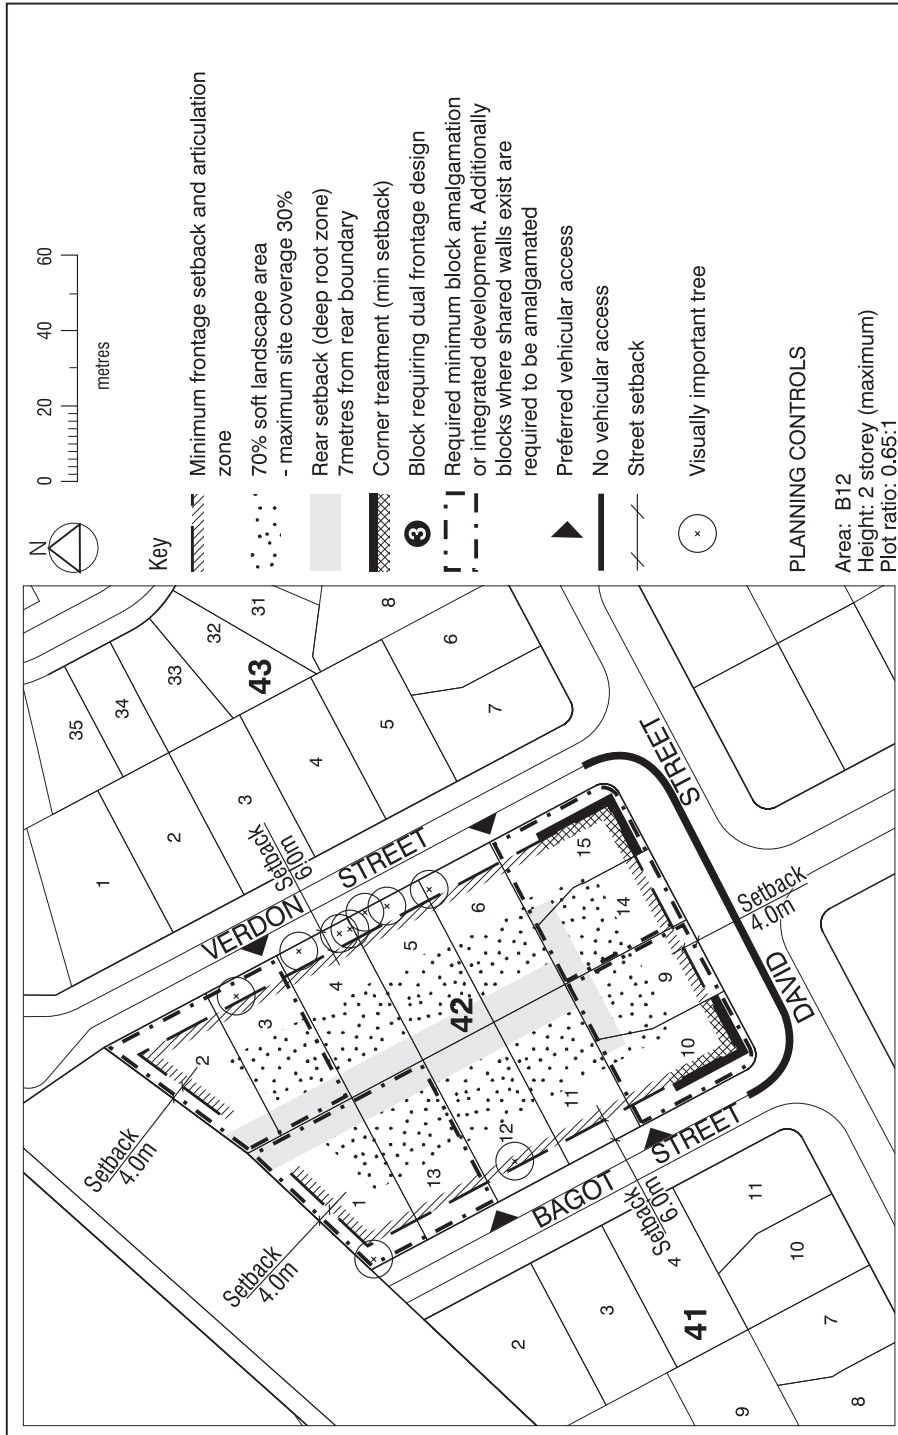 0
20
40
60
metres
N
Key
Minimum frontage setback and articulation
zone
70% soft landscape area
- maximum site coverage 30%
Rear setback (deep root zone)
7metres from rear boundary
Corner treatment (min setback)
3
Block requiring dual frontage design
Required minimum block amalgamation
or integrated development. Additionally
blocks where shared walls exist are
required to be amalgamated
Preferred vehicular access
No vehicular access
Street setback
Visually important tree
PLANNING CONTROLS
Area: B12
Height: 2 storey (maximum)
Plot ratio: 0.65:1
35
34
33
32
31
43
8
6
7
5
4
3
2
1
VERDON STREET
Setback
6.0m
Setback
4.0m
Setback
4.0m
2
3
4
5
6
15
14
42
1
13
12
11
9
10
Setback
4.0m
DAVID STREET
BAGOT STREET
Setback
6.0m
2
3
4
41
11
10
7
9
8